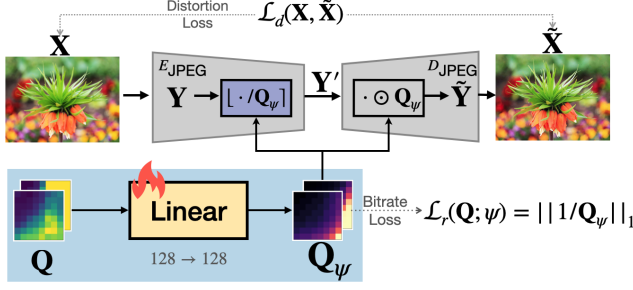 Distortion
Loss
ℒ_d(X, X̃)
X
X̃
E_JPEG
Y
⌊ · /Q_ψ⌉
Y′
D_JPEG
· ⊙ Q_ψ
Ỹ
Linear
128 → 128
Q
Q_ψ
Bitrate
Loss
ℒ_r(Q; ψ) = ||1/Q_ψ||_1